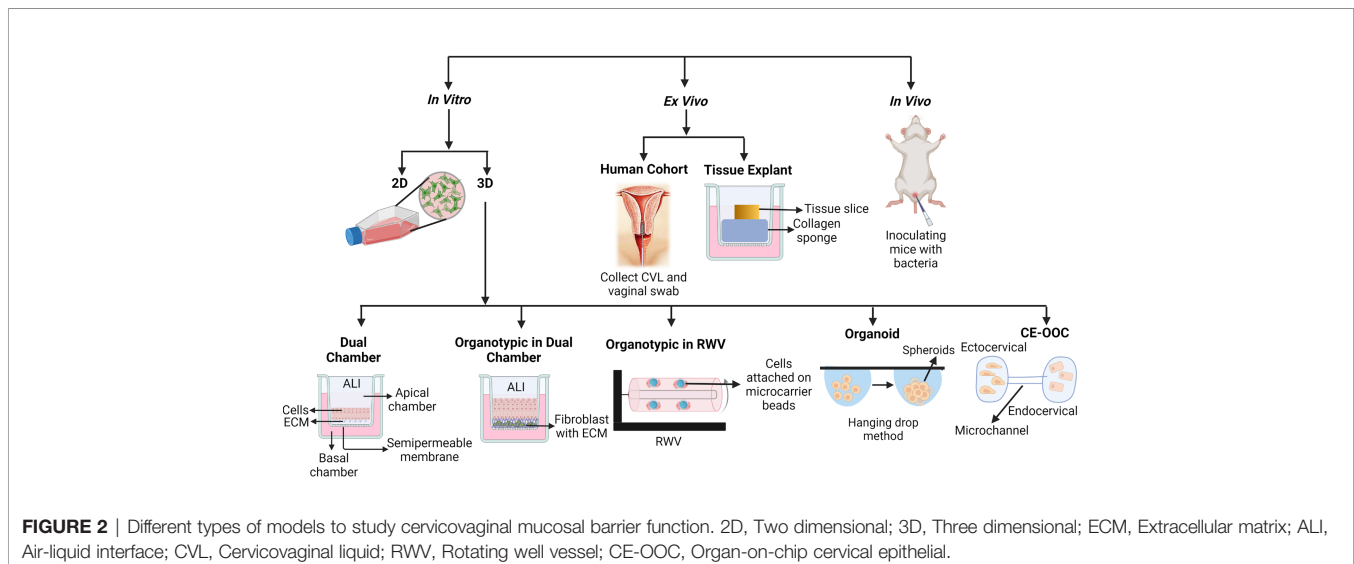 In Vitro
Ex Vivo
In Vivo
2D
3D
Human Cohort
Tissue Explant
Tissue slice
Collagen
sponge
Collect CVL and
vaginal swab
Inoculating
mice with
bacteria
Dual
Chamber
ALI
Apical
chamber
Cells
ECM
Semipermeable
membrane
Basal
chamber
Organotypic in Dual
Chamber
ALI
Fibroblast
with ECM
Organotypic in RWV
Cells
attached on
microcarrier
beads
RWV
Organoid
Spheroids
Hanging drop
method
CE-OOC
Ectocervical
Endocervical
Microchannel
FIGURE 2 | Different types of models to study cervicovaginal mucosal barrier function. 2D, Two dimensional; 3D, Three dimensional; ECM, Extracellular matrix; ALI,
Air-liquid interface; CVL, Cervicovaginal liquid; RWV, Rotating well vessel; CE-OOC, Organ-on-chip cervical epithelial.